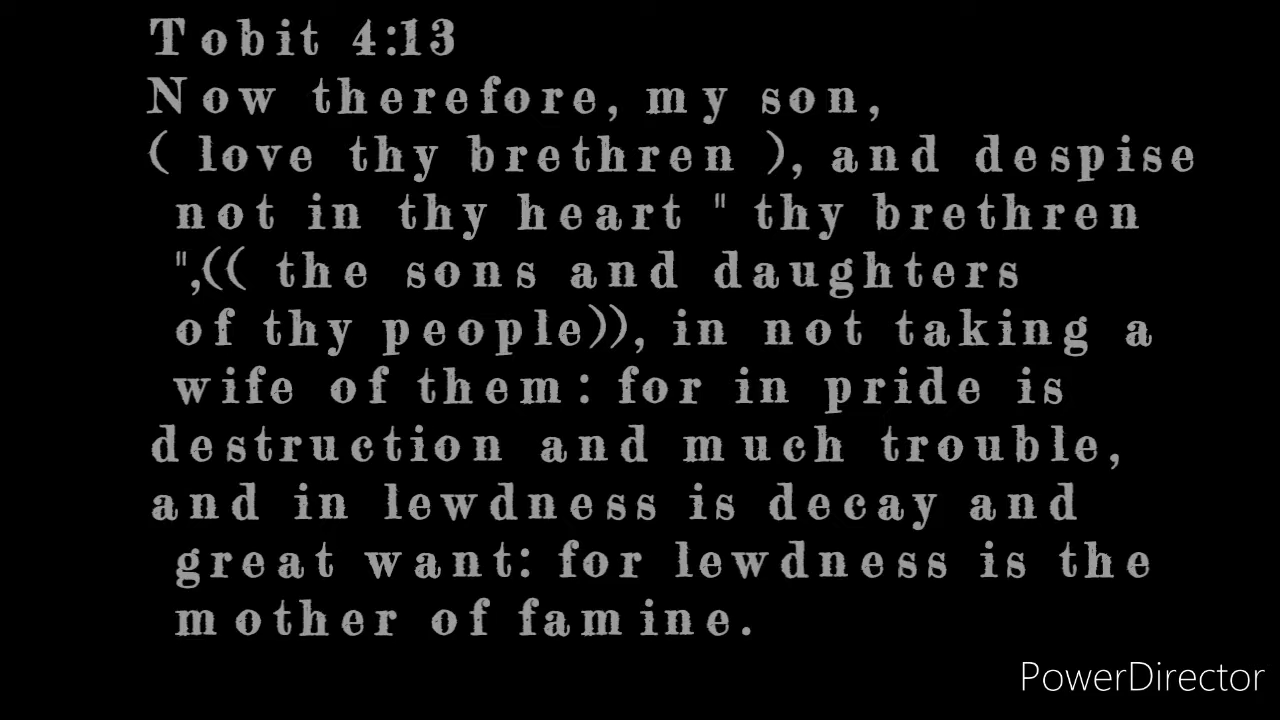 Tobit 4:13
Now therefore, my son,
( love thy brethren ), and despise
not in thy heart " thy brethren
",(( the sons and daughters
of thy people)), in not taking a
wife of them: for in pride is
destruction and much trouble,
and in lewdness is decay and
great want: for lewdness is the
mother of famine.
PowerDirector